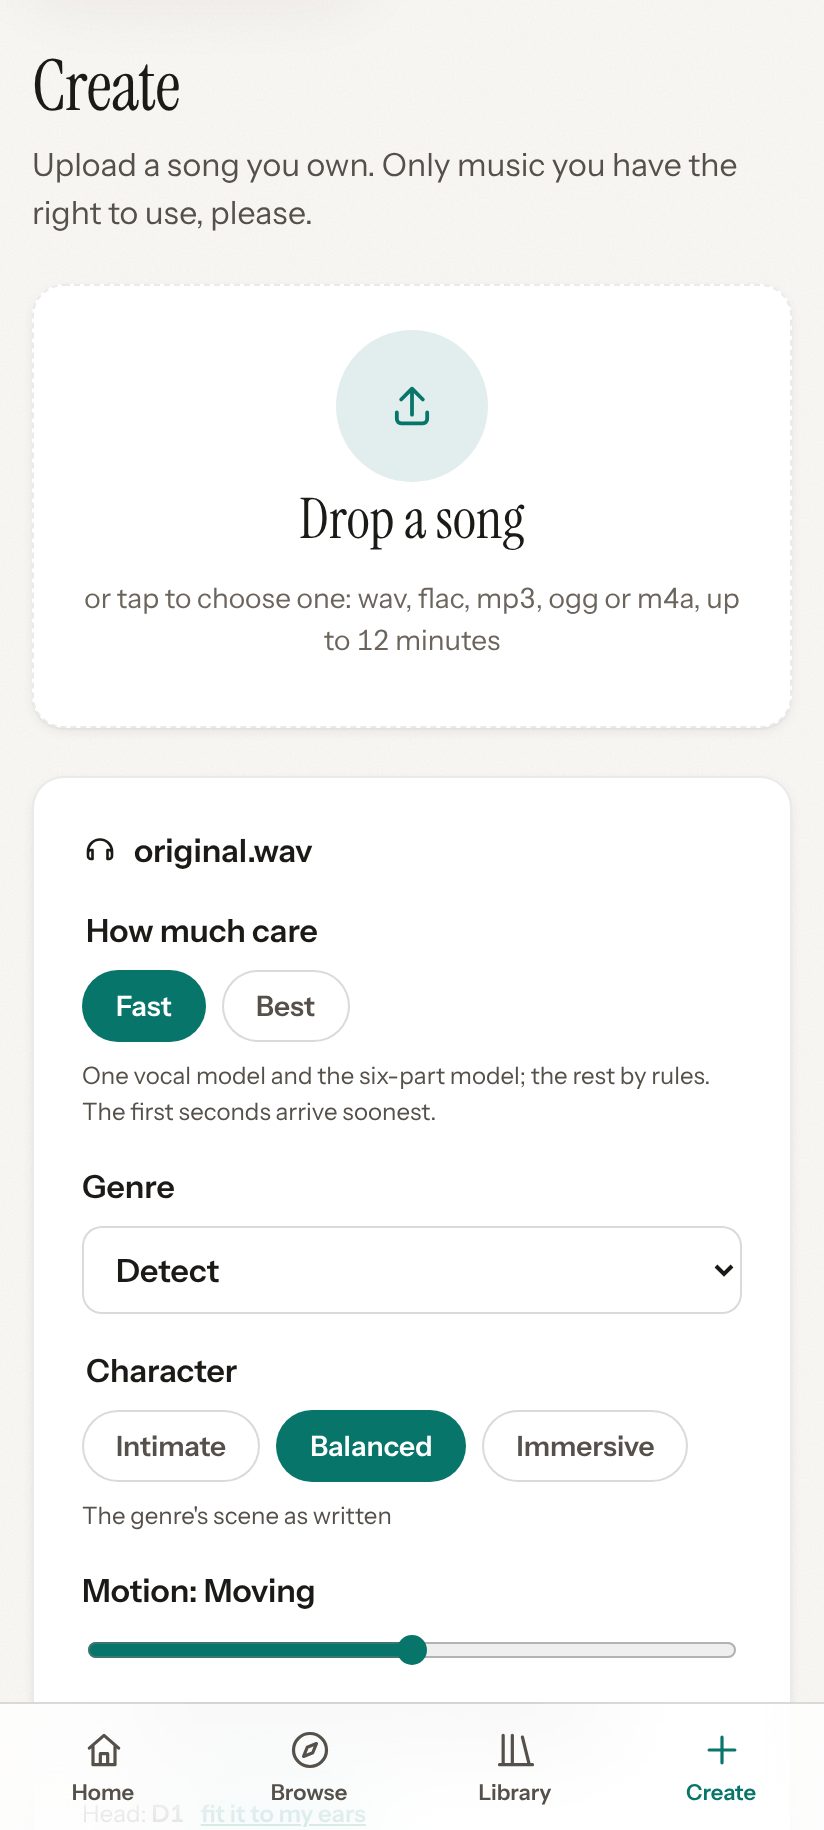 Create
Upload a song you own. Only music you have the
right to use, please.
Drop a song
or tap to choose one: wav, flac, mp3, ogg or m4a, up
to 12 minutes
original.wav
How much care
Fast Best
One vocal model and the six-part model; the rest by rules.
The first seconds arrive soonest.
Genre
Detect
Character
Intimate Balanced Immersive
The genre's scene as written
Motion: Moving
Home Browse Library Create
Head: D1 fit it to my ears